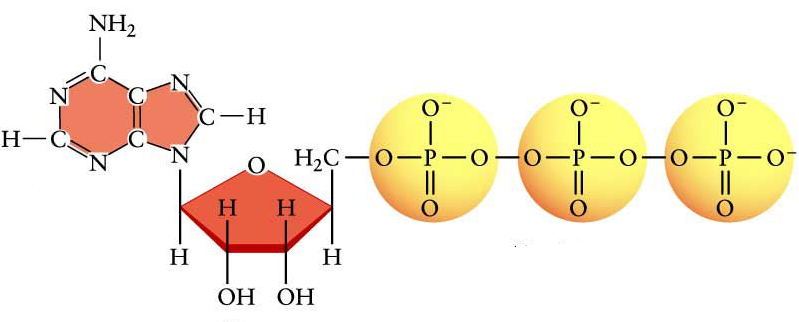 NH₂
C
N C N
C—H
H—C C
N N
O H₂C—O—P—O—O—P—O—O—P—O⁻
O⁻ O⁻ O⁻
O O O
H H
H H
OH OH